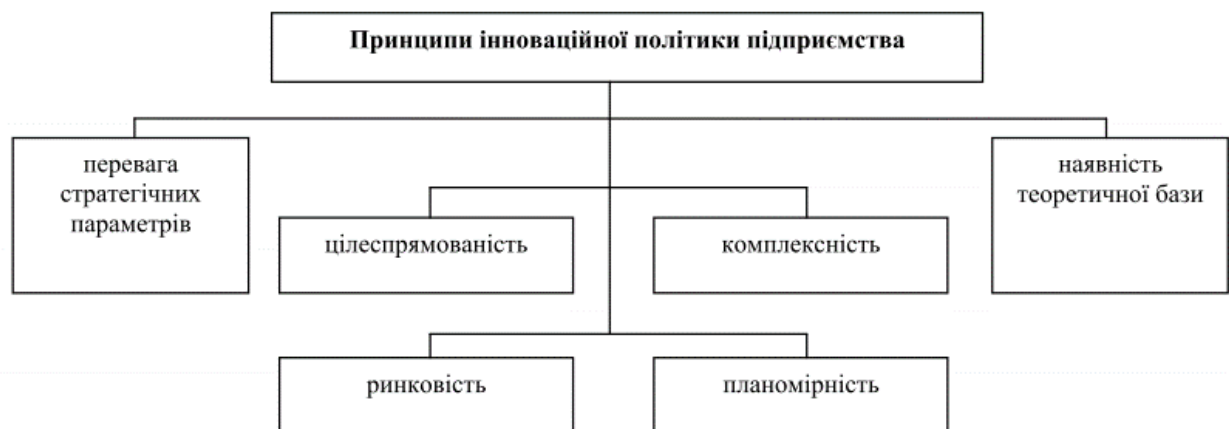 Принципи інноваційної політики підприємства
перевага
стратегічних
параметрів
наявність
теоретичної бази
цілеспрямованість
комплексність
ринковість
планомірність